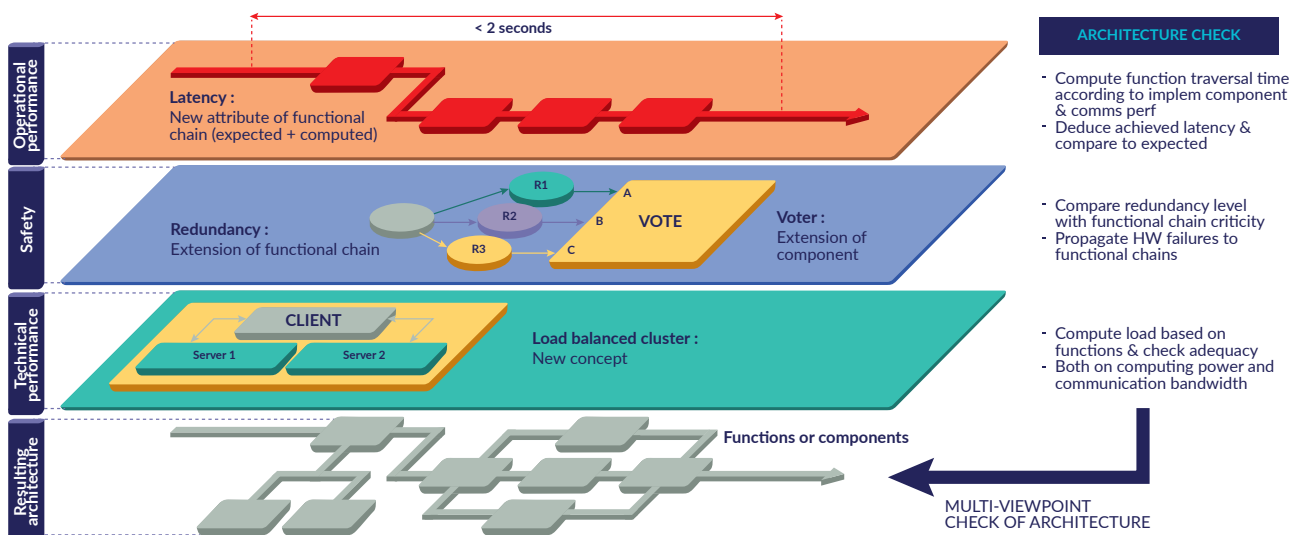 < 2 seconds
Operational
performance
Latency :
New attribute of functional
chain (expected + computed)
ARCHITECTURE CHECK
- Compute function traversal time
according to implem component
& comms perf
- Deduce achieved latency &
compare to expected
Safety
Redundancy :
Extension of functional chain
R1
R2
R3
A
B
C
VOTE
Voter :
Extension of
component
- Compare redundancy level
with functional chain criticity
- Propagate HW failures to
functional chains
Technical
performance
CLIENT
Server 1
Server 2
Load balanced cluster :
New concept
- Compute load based on
functions & check adequacy
- Both on computing power and
communication bandwidth
Resulting
architecture
Functions or components
MULTI-VIEWPOINT
CHECK OF ARCHITECTURE